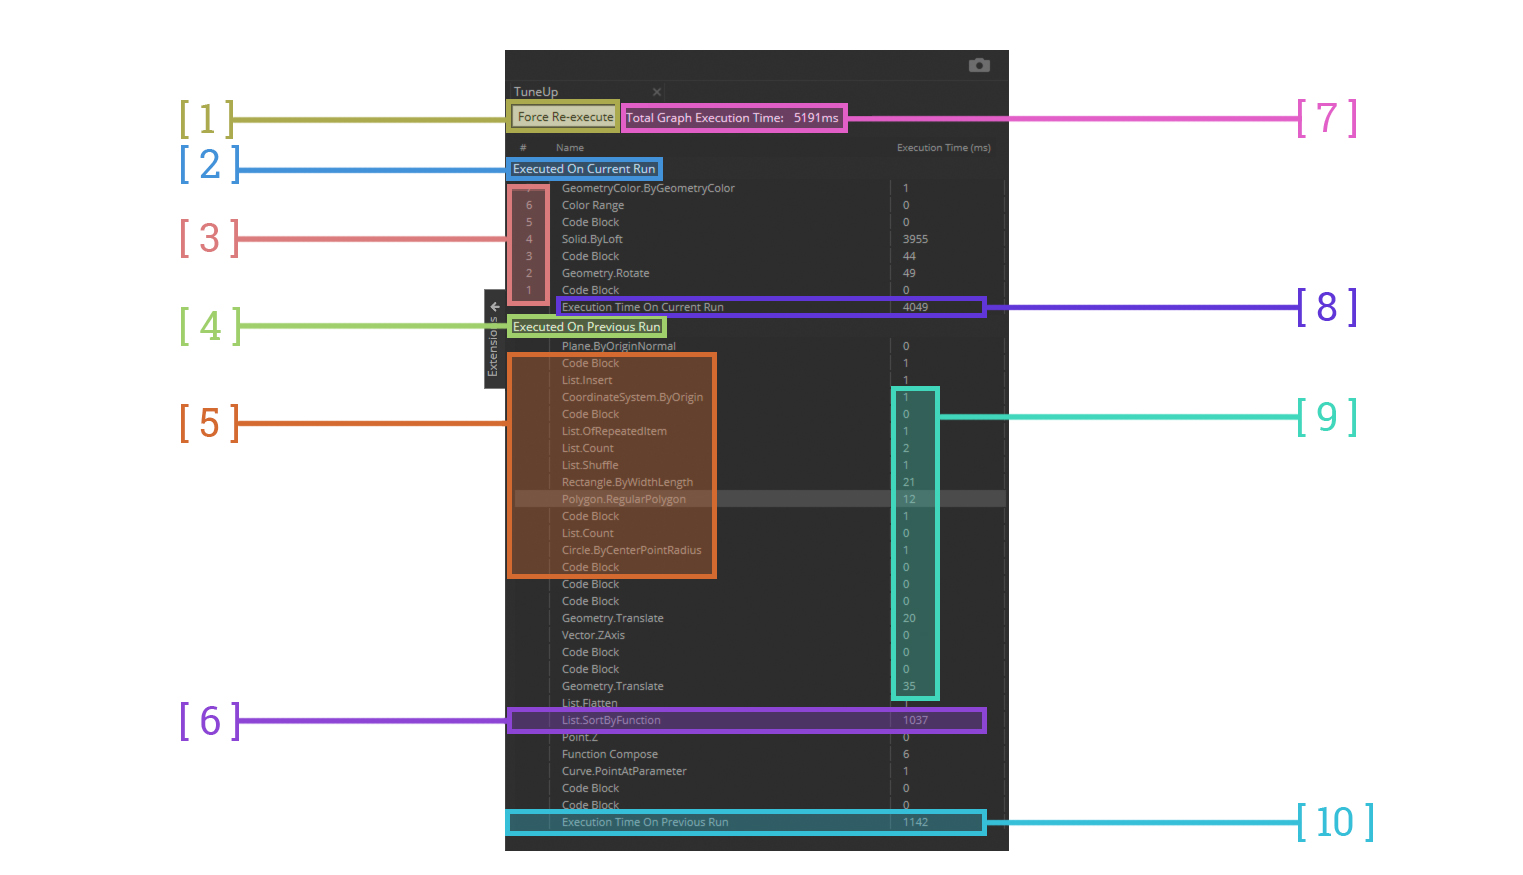 TuneUp
[ 1 ] Force Re-execute Total Graph Execution Time: 5191ms [ 7 ]
# Name Execution Time (ms)
[ 2 ] Executed On Current Run
GeometryColor.ByGeometryColor 1
6 Color Range 0
5 Code Block 0
[ 3 ] 4 Solid.ByLoft 3955
3 Code Block 44
2 Geometry.Rotate 49
1 Code Block 0
Execution Time On Current Run 4049 [ 8 ]
[ 4 ] Executed On Previous Run
Extensions
Plane.ByOriginNormal 0
Code Block 1
List.Insert 1
CoordinateSystem.ByOrigin 1
Code Block 0 [ 9 ]
[ 5 ] List.OfRepeatedItem 1
List.Count 2
List.Shuffle 1
Rectangle.ByWidthLength 21
Polygon.RegularPolygon 12
Code Block 1
List.Count 0
Circle.ByCenterPointRadius 1
Code Block 0
Code Block 0
Code Block 0
Geometry.Translate 20
Vector.ZAxis 0
Code Block 0
Code Block 0
Geometry.Translate 35
List.Flatten 1
[ 6 ] List.SortByFunction 1037
Point.Z 0
Function Compose 6
Curve.PointAtParameter 1
Code Block 0
Code Block 0
Execution Time On Previous Run 1142 [ 10 ]